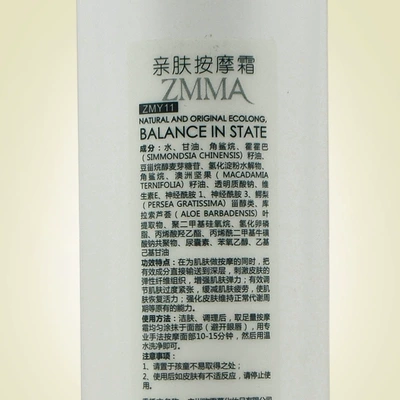 亲肤按摩霜
ZMMA
ZMY11
NATURAL AND ORIGINAL ECOLONG,
BALANCE IN STATE
成分：水、甘油、角鲨烷、霍霍巴
(SIMMONDSIA CHINENSIS) 籽油、
豆甾烷醇麦芽糖苷、氢化淀粉水解物、
角鲨烷、澳洲坚果 (MACADAMIA
TERNIFOLIA) 籽油、透明质酸钠、维
生素E、神经酰胺 1、神经酰胺3、鳄梨
(PERSEA GRATISSIMA) 甾醇类、库
拉索芦荟 (ALOE BARBADENSIS) 叶
提取物、聚二甲基硅氧烷、氢化卵磷
脂、丙烯酸羟乙酯、丙烯酰二甲基牛磺
酸钠共聚物、尿囊素、苯氧乙醇、乙基
己基甘油
功效特点：在为肌肤做按摩的同时，把
有效成分直接输送到深层，刺激皮肤的
弹性纤维组织，增强肌肤弹力；有效调
节肌肤过度紧张，缓减肌肤疲劳，使肌
肤恢复活力；强化皮肤维持正常代谢周
期等原有的能力。
使用方法：洁肤、调理后，取足量按摩
霜均匀涂抹于面部（避开眼唇），用专
业手法按摩面部10-15分钟，然后用温
水洗净即可。
注意事项：
1、请置于孩童不易取得之处；
2、使用后如皮肤有不适反应，请停止使
用。